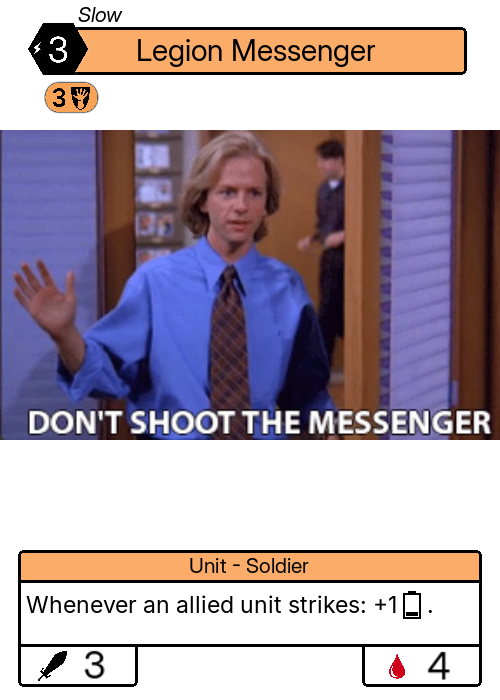 Slow
3 Legion Messenger
3
DON'T SHOOT THE MESSENGER
Unit - Soldier
Whenever an allied unit strikes: +1 .
3 4